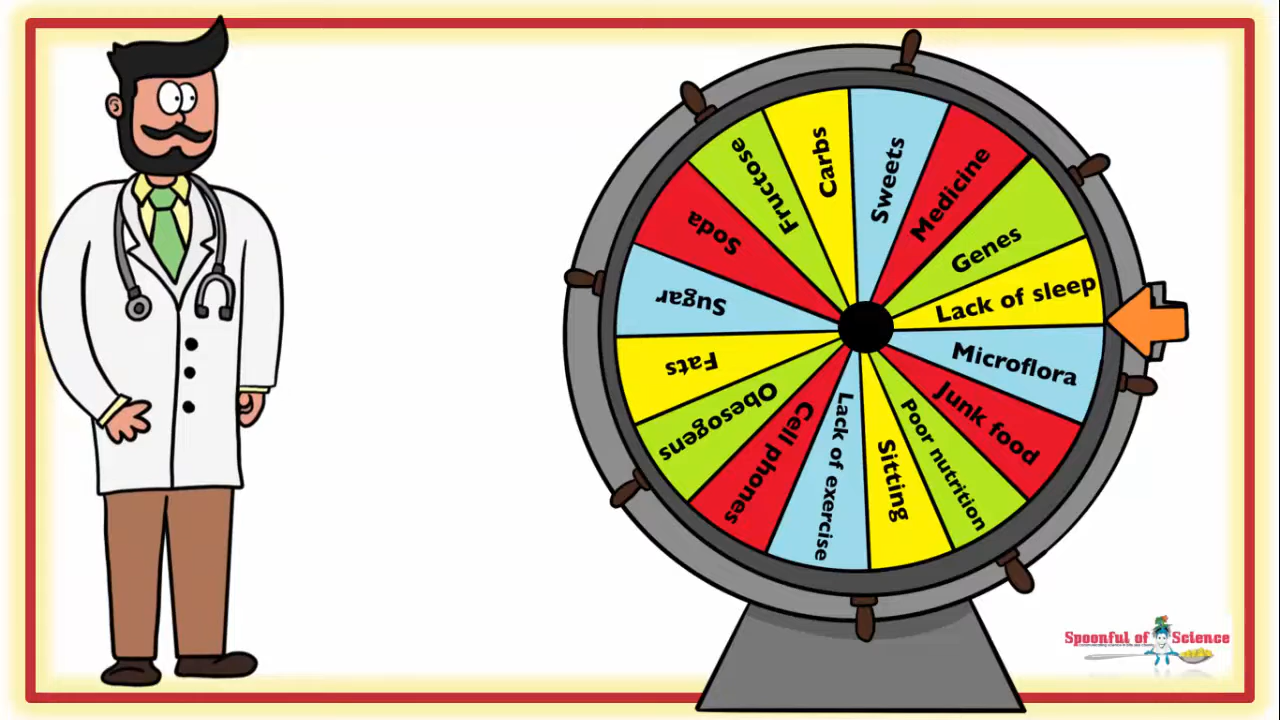 Sweets
Medicine
Genes
Lack of sleep
Microflora
Junk food
Poor nutrition
Sitting
Lack of exercise
Cell phones
Obesogens
Fats
Sugar
Soda
Fructose
Carbs
Spoonful of Science